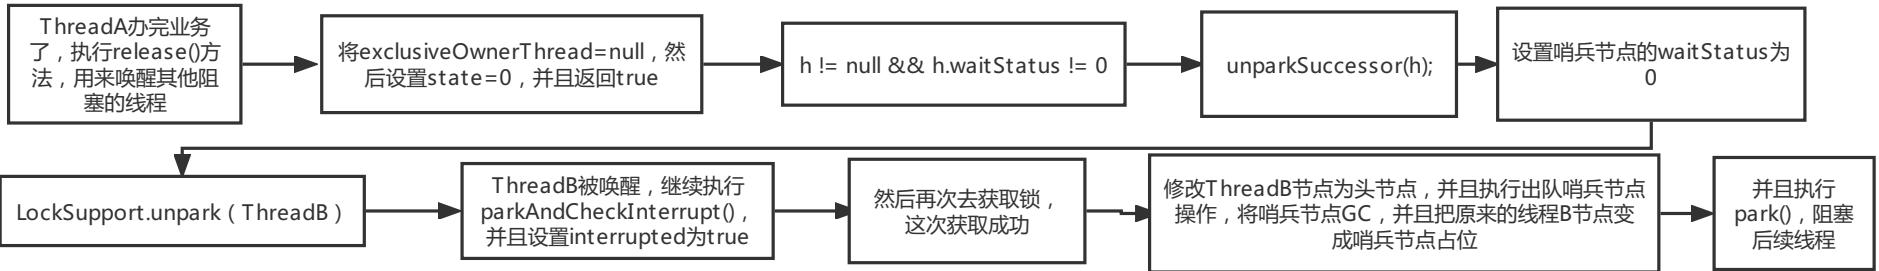 ThreadA办完业务
了，执行release()方
法，用来唤醒其他阻
塞的线程
将exclusiveOwnerThread=null，然
后设置state=0，并且返回true
h != null && h.waitStatus != 0
unparkSuccessor(h);
设置哨兵节点的waitStatus为
0
LockSupport.unpark（ThreadB）
ThreadB被唤醒，继续执行
parkAndCheckInterrupt()，
并且设置interrupted为true
然后再次去获取锁，
这次获取成功
修改ThreadB节点为头节点，并且执行出队哨兵节点
操作，将哨兵节点GC，并且把原来的线程B节点变
成哨兵节点占位
并且执行
park()，阻塞
后续线程